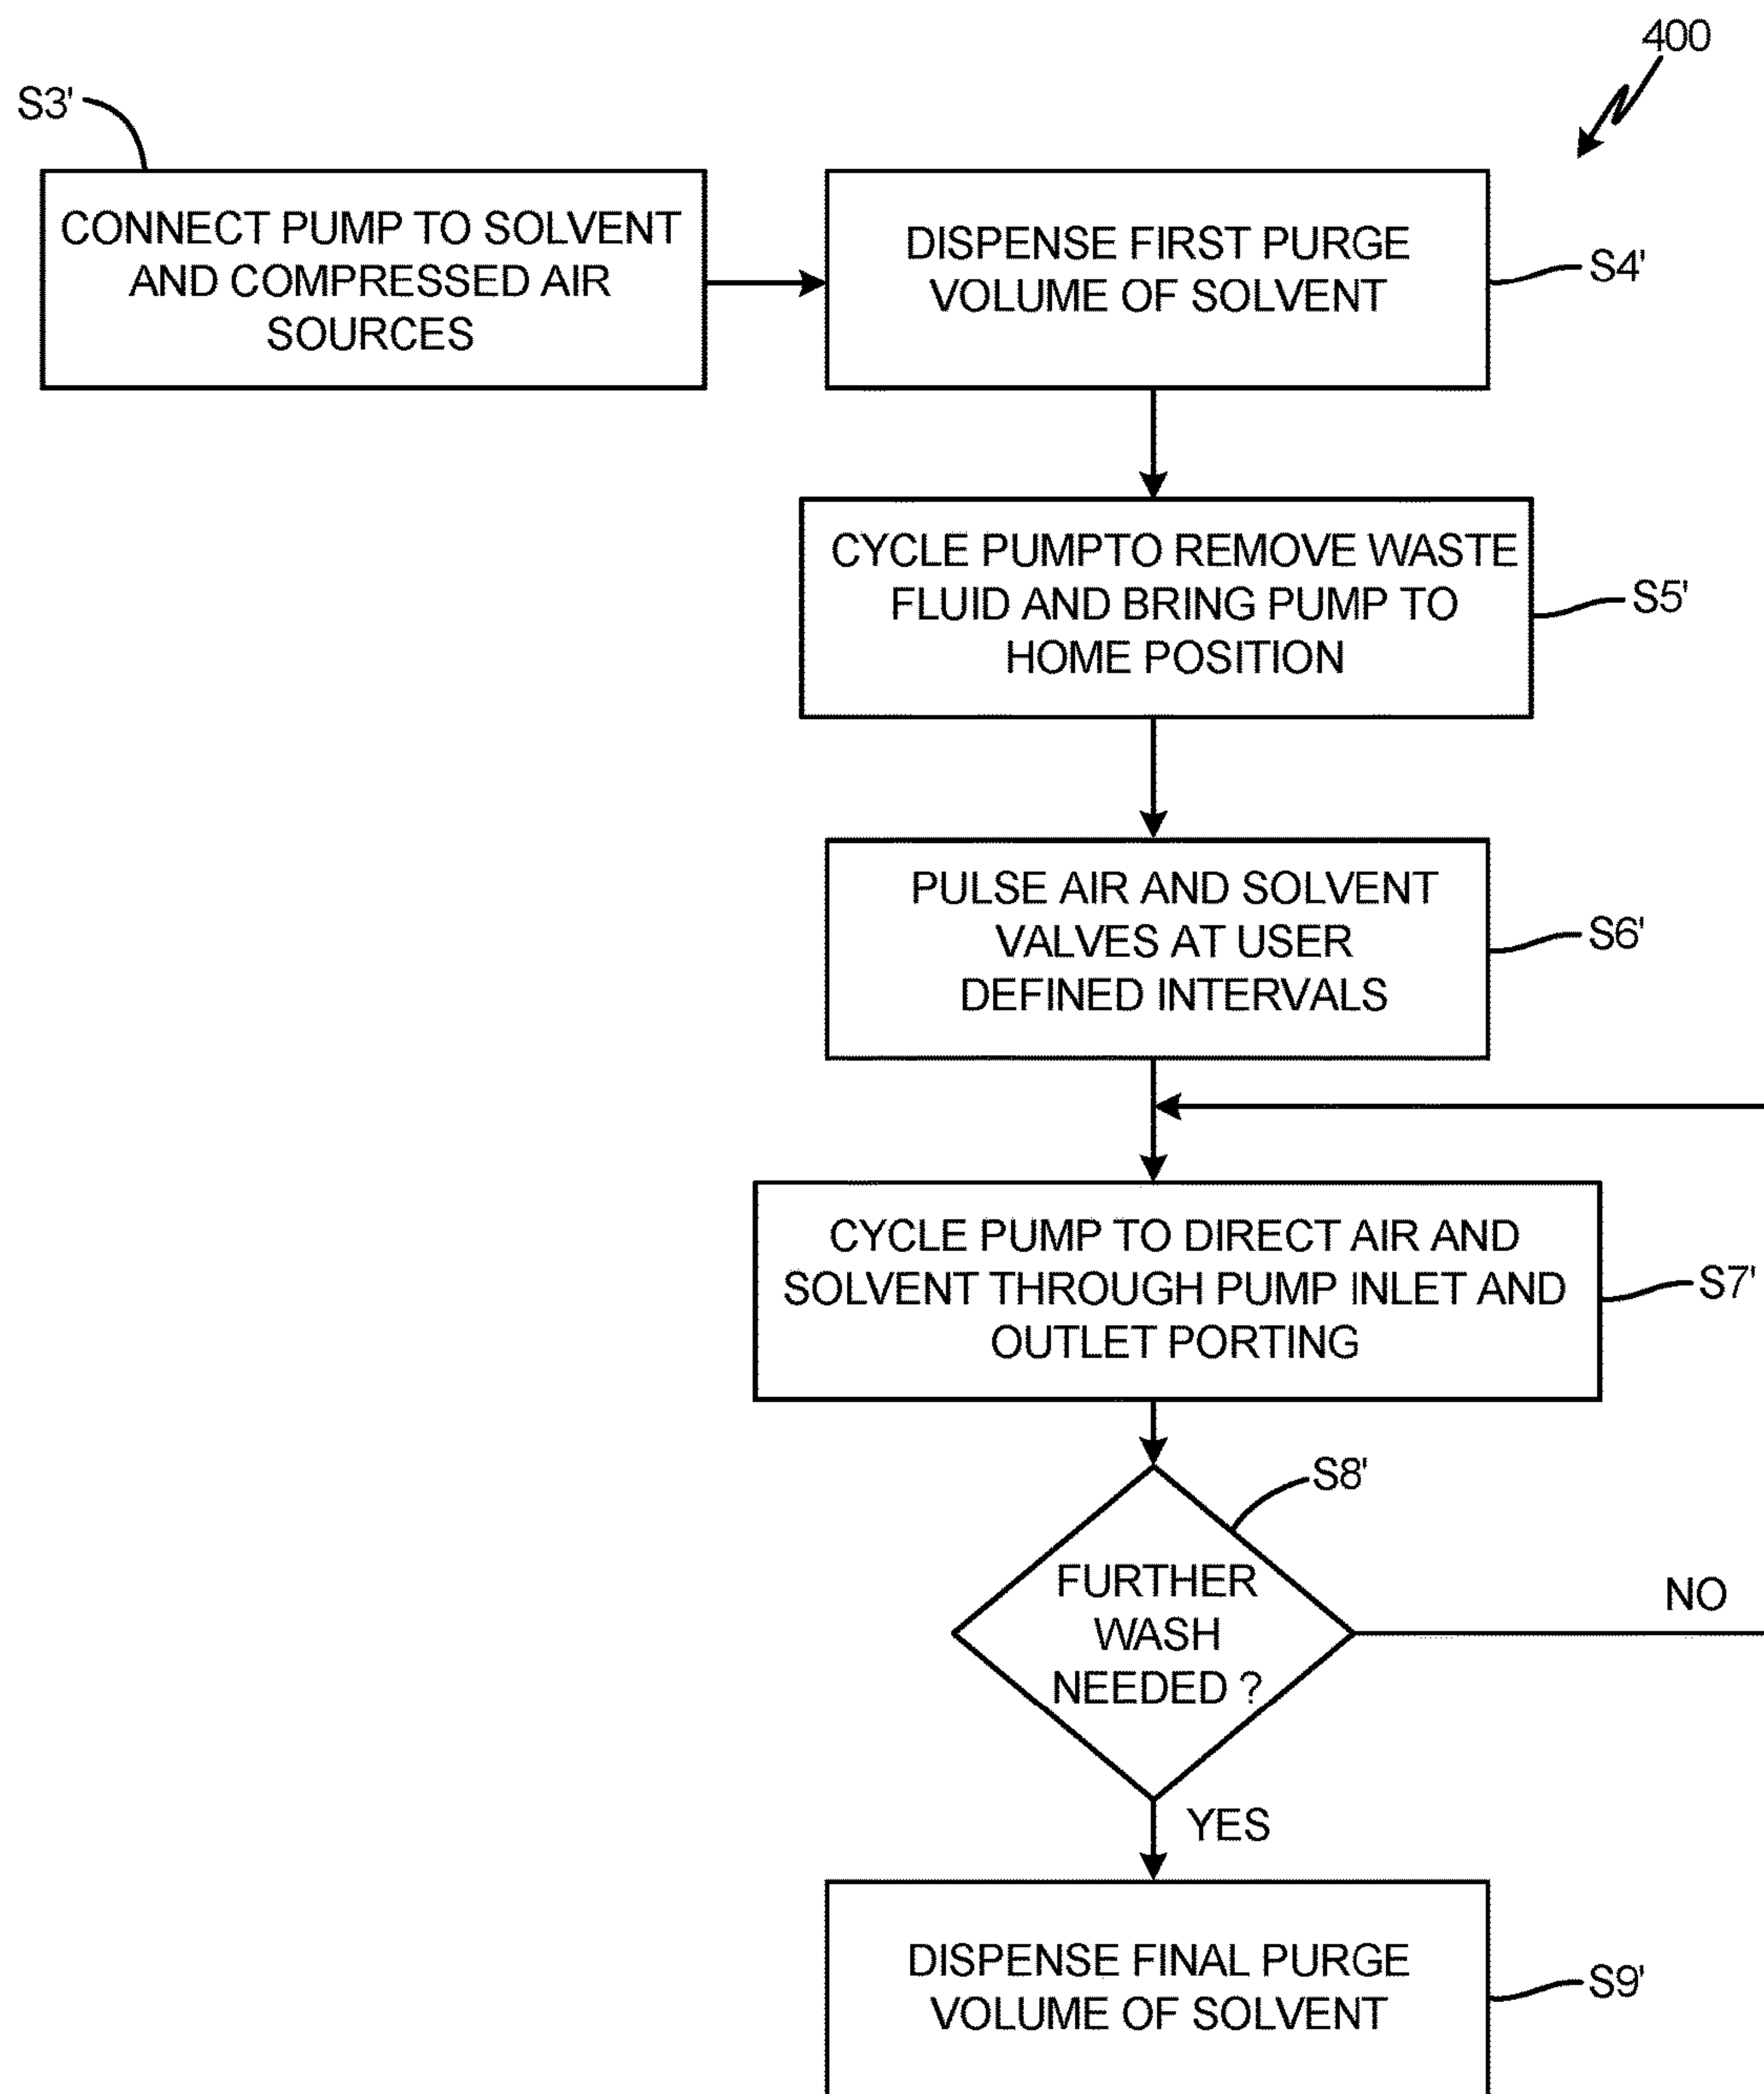 400
S3'
CONNECT PUMP TO SOLVENT
AND COMPRESSED AIR
SOURCES
DISPENSE FIRST PURGE
VOLUME OF SOLVENT
S4'
CYCLE PUMPTO REMOVE WASTE
FLUID AND BRING PUMP TO
HOME POSITION
S5'
PULSE AIR AND SOLVENT
VALVES AT USER
DEFINED INTERVALS
S6'
CYCLE PUMP TO DIRECT AIR AND
SOLVENT THROUGH PUMP INLET AND
OUTLET PORTING
S7'
S8'
FURTHER
WASH
NEEDED ?
NO
YES
DISPENSE FINAL PURGE
VOLUME OF SOLVENT
S9'